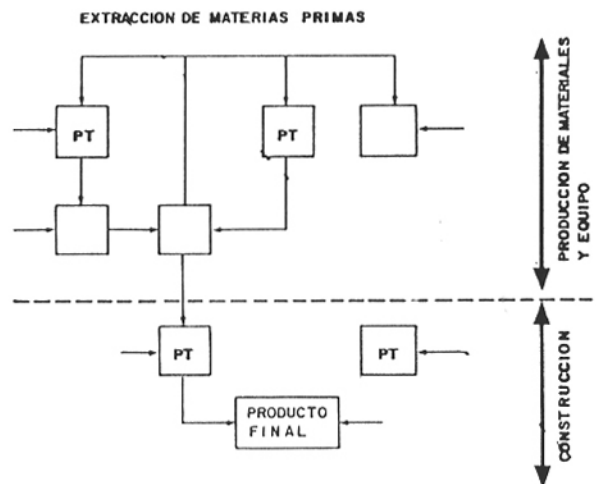 EXTRACCION DE MATERIAS PRIMAS
PT
PT
PRODUCCION DE MATERIALES
Y EQUIPO
PT
PT
PRODUCTO
FINAL
CONSTRUCCION